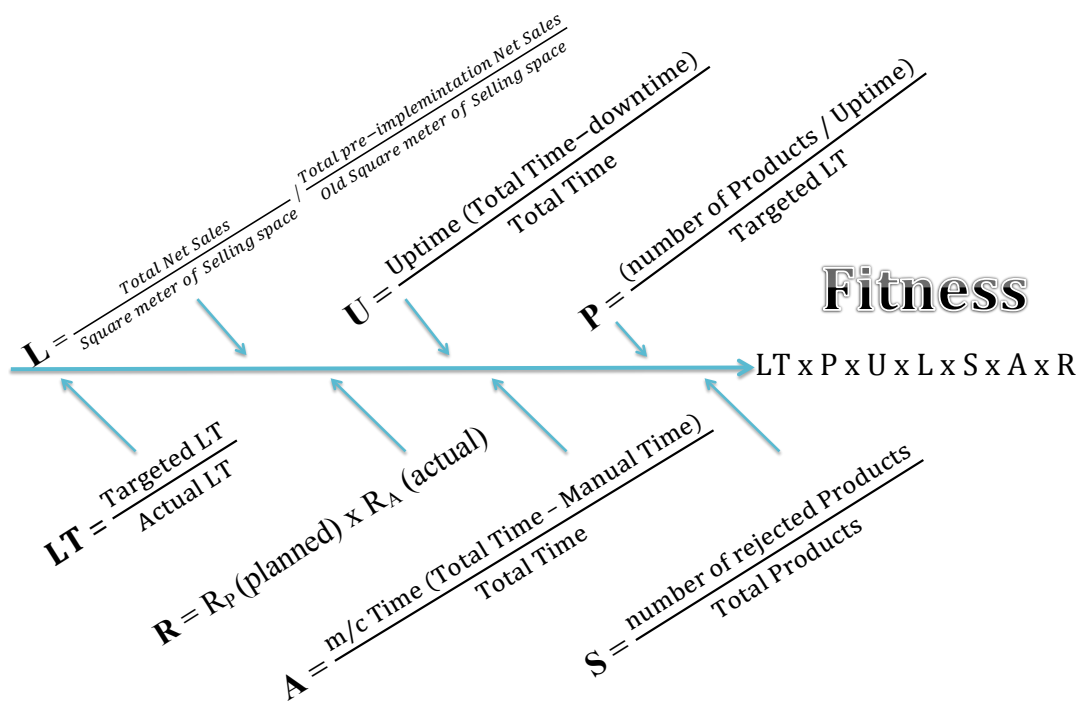 L = Total Net Sales / Square meter of Selling space / Total pre−implemintation Net Sales / Old Square meter of Selling space
U = Uptime (Total Time−downtime) / Total Time
P = (number of Products / Uptime) / Targeted LT
Fitness
LT x P x U x L x S x A x R
LT = Targeted LT / Actual LT
R = RP (planned) x RA (actual)
A = m/c Time (Total Time – Manual Time) / Total Time
S = number of rejected Products / Total Products